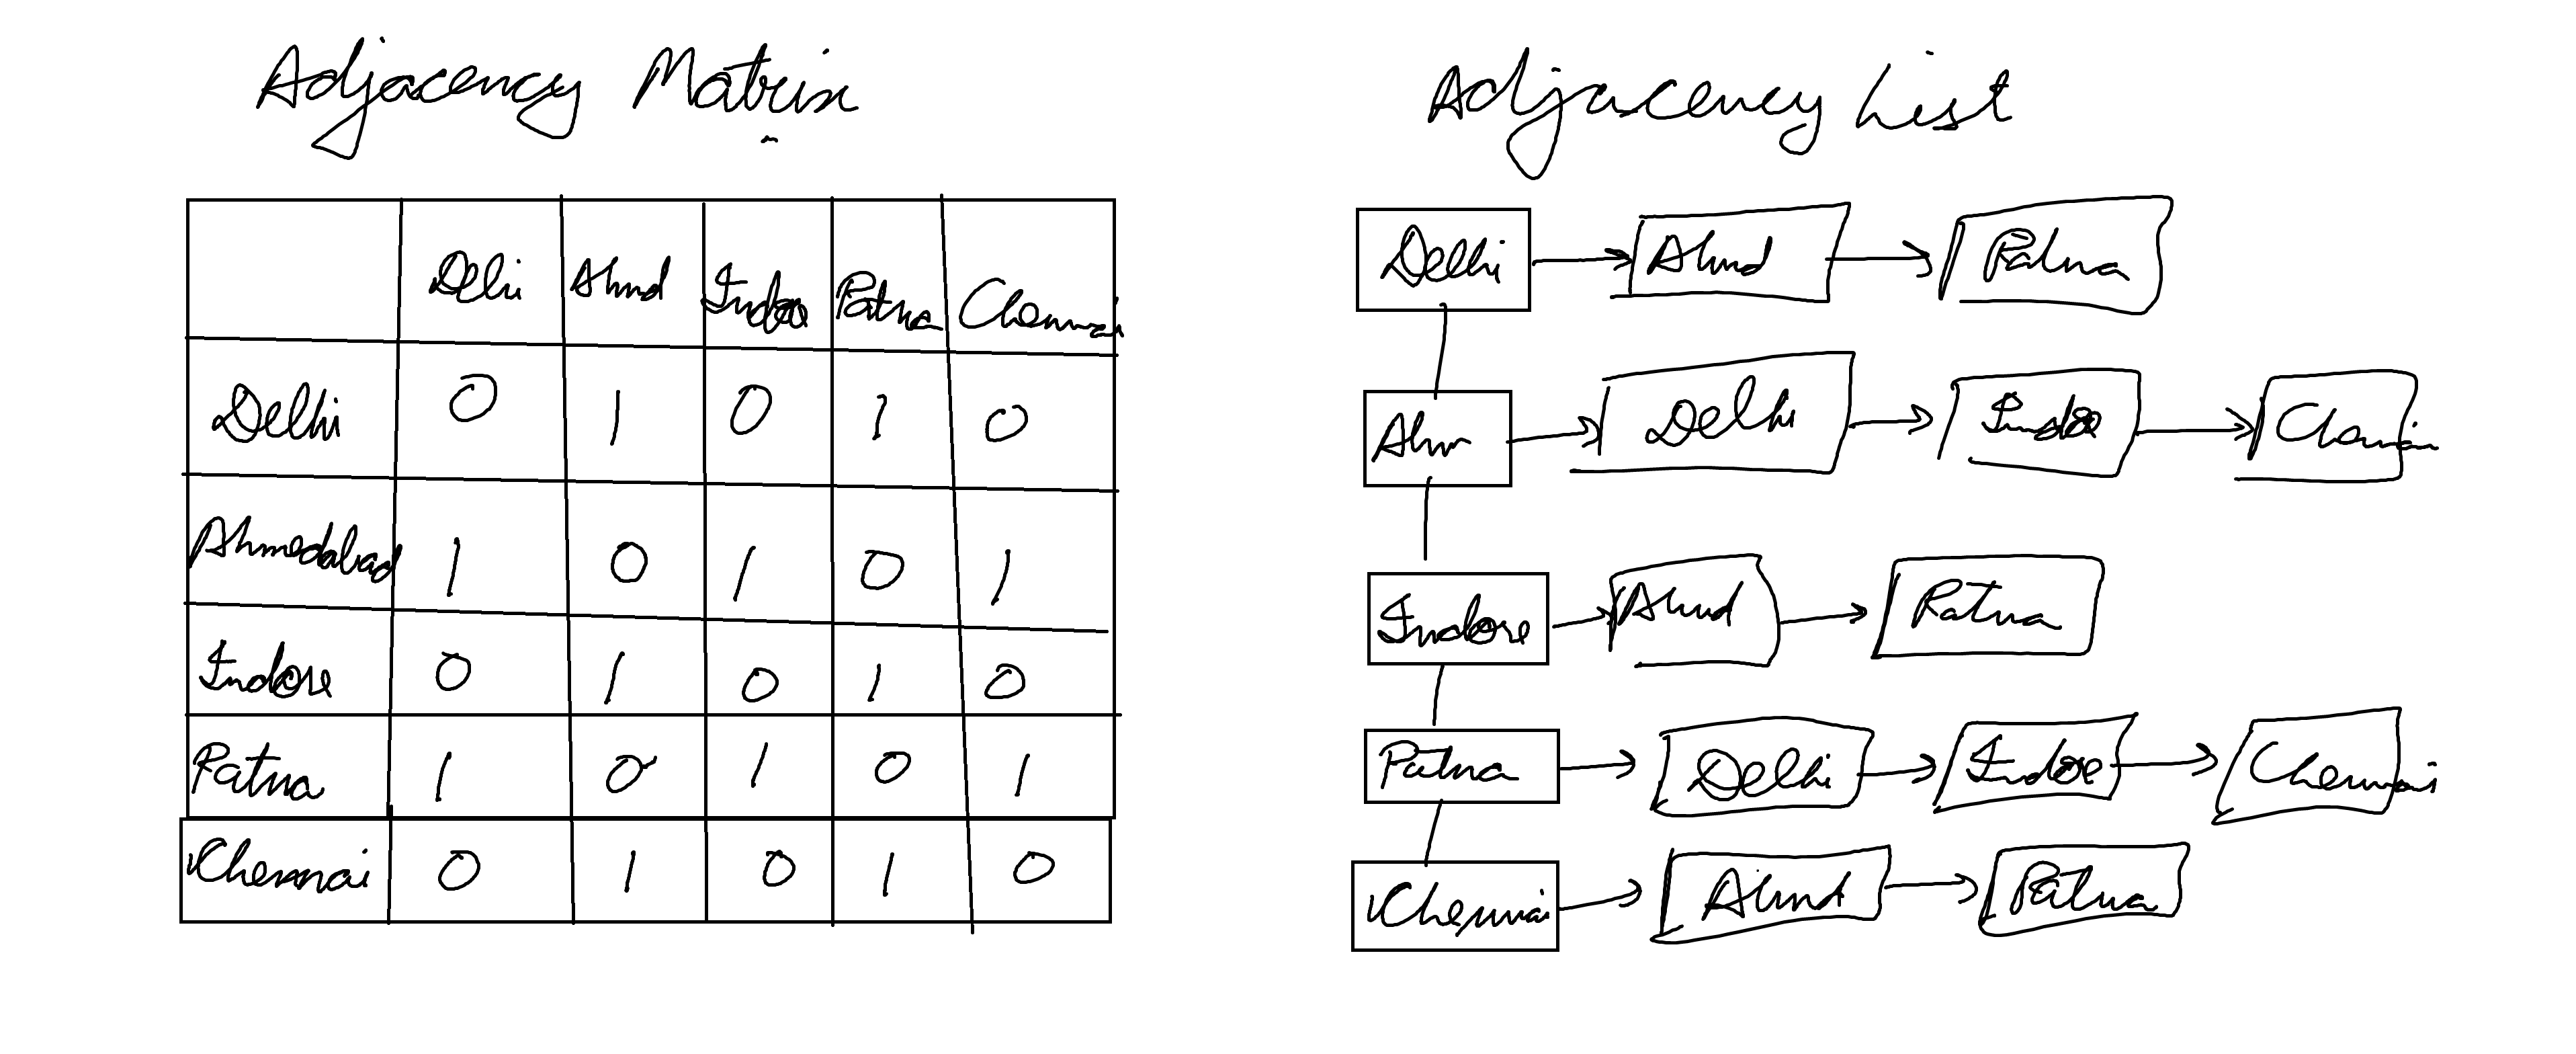 Adjacency Matrix
Delhi Ahmd Indore Patna Chennai
Delhi 0 1 0 1 0
Ahmedabad 1 0 1 0 1
Indore 0 1 0 1 0
Patna 1 0 1 0 1
Chennai 0 1 0 1 0
Adjacency List
Delhi Ahmd Patna
Ahm Delhi Indore Chennai
Indore Ahmd Patna
Patna Delhi Indore Chennai
Chennai Ahmd Patna